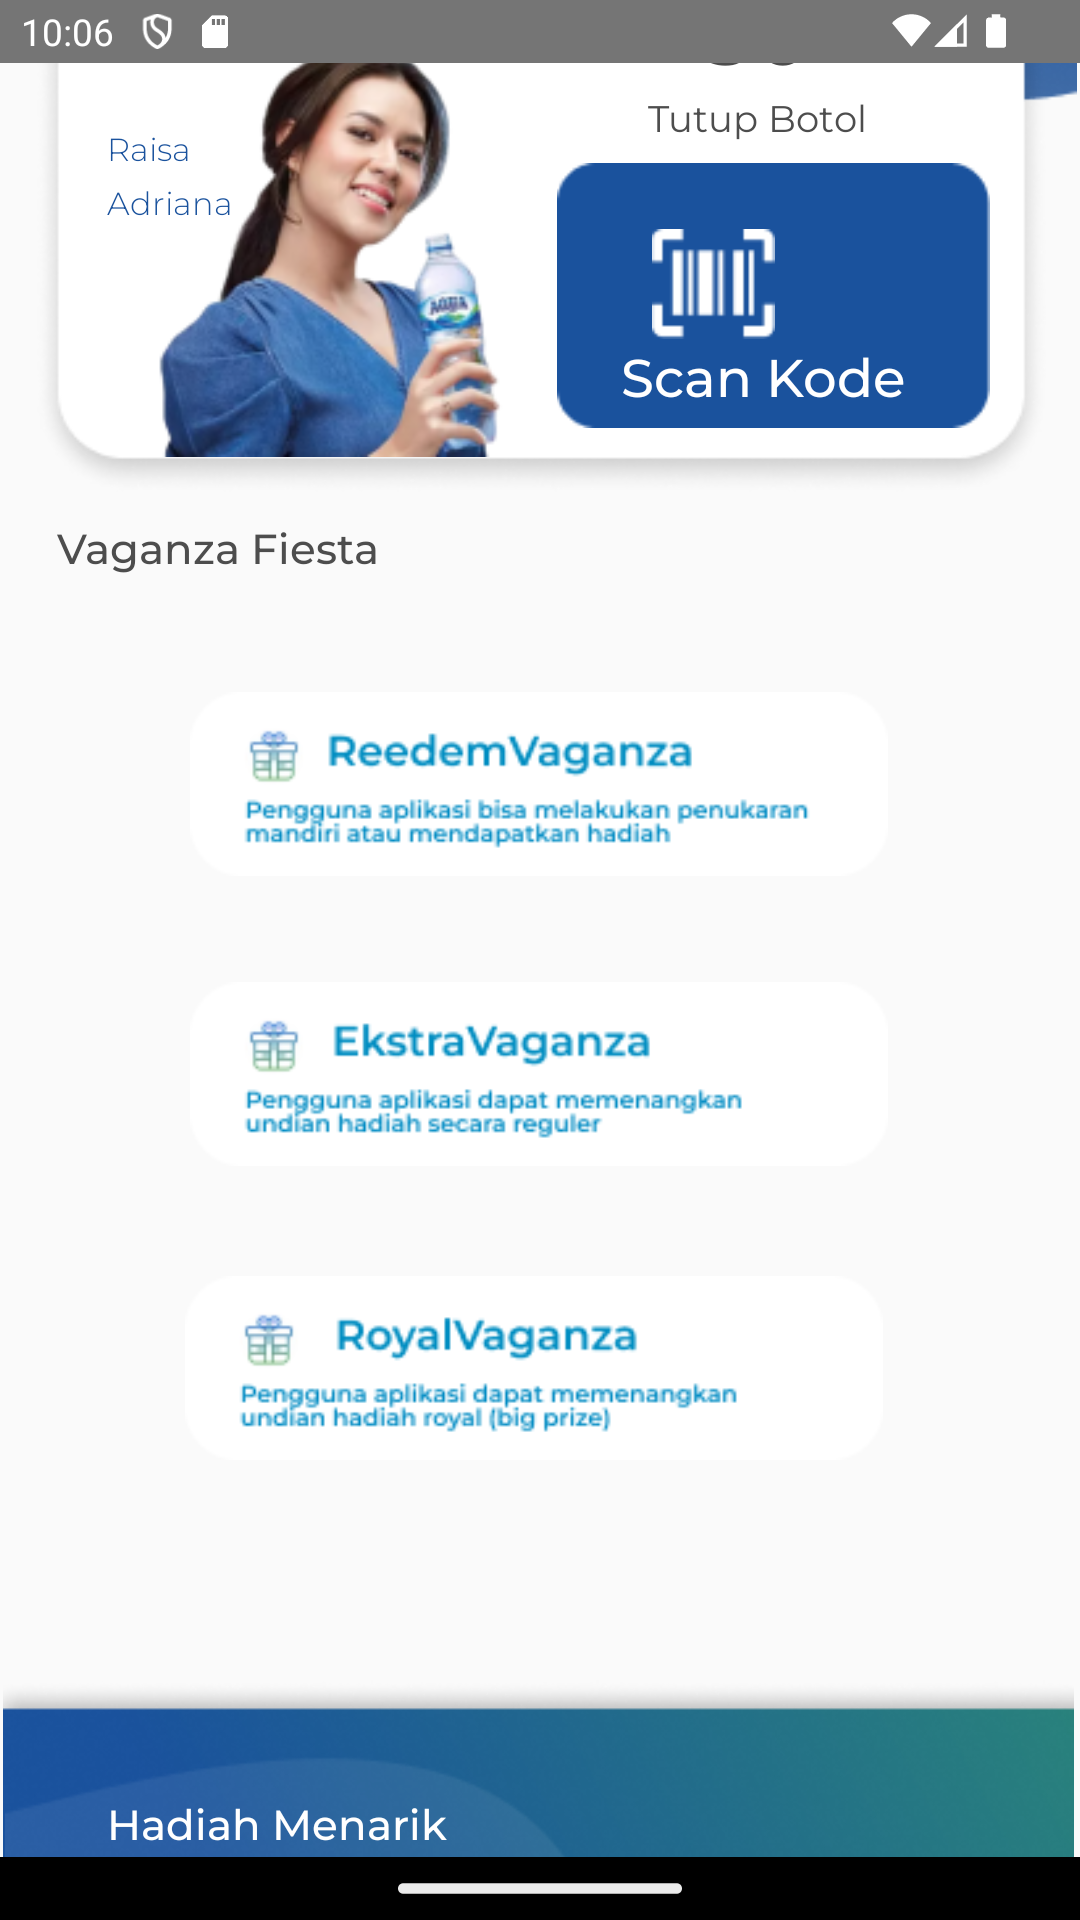 10:06
Tutup Botol
Raisa
Adriana
AQUA
Scan Kode
Vaganza Fiesta
ReedemVaganza
Pengguna aplikasi bisa melakukan penukaran
mandiri atau mendapatkan hadiah
EkstraVaganza
Pengguna aplikasi dapat memenangkan
undian hadiah secara reguler
RoyalVaganza
Pengguna aplikasi dapat memenangkan
undian hadiah royal (big prize)
Hadiah Menarik